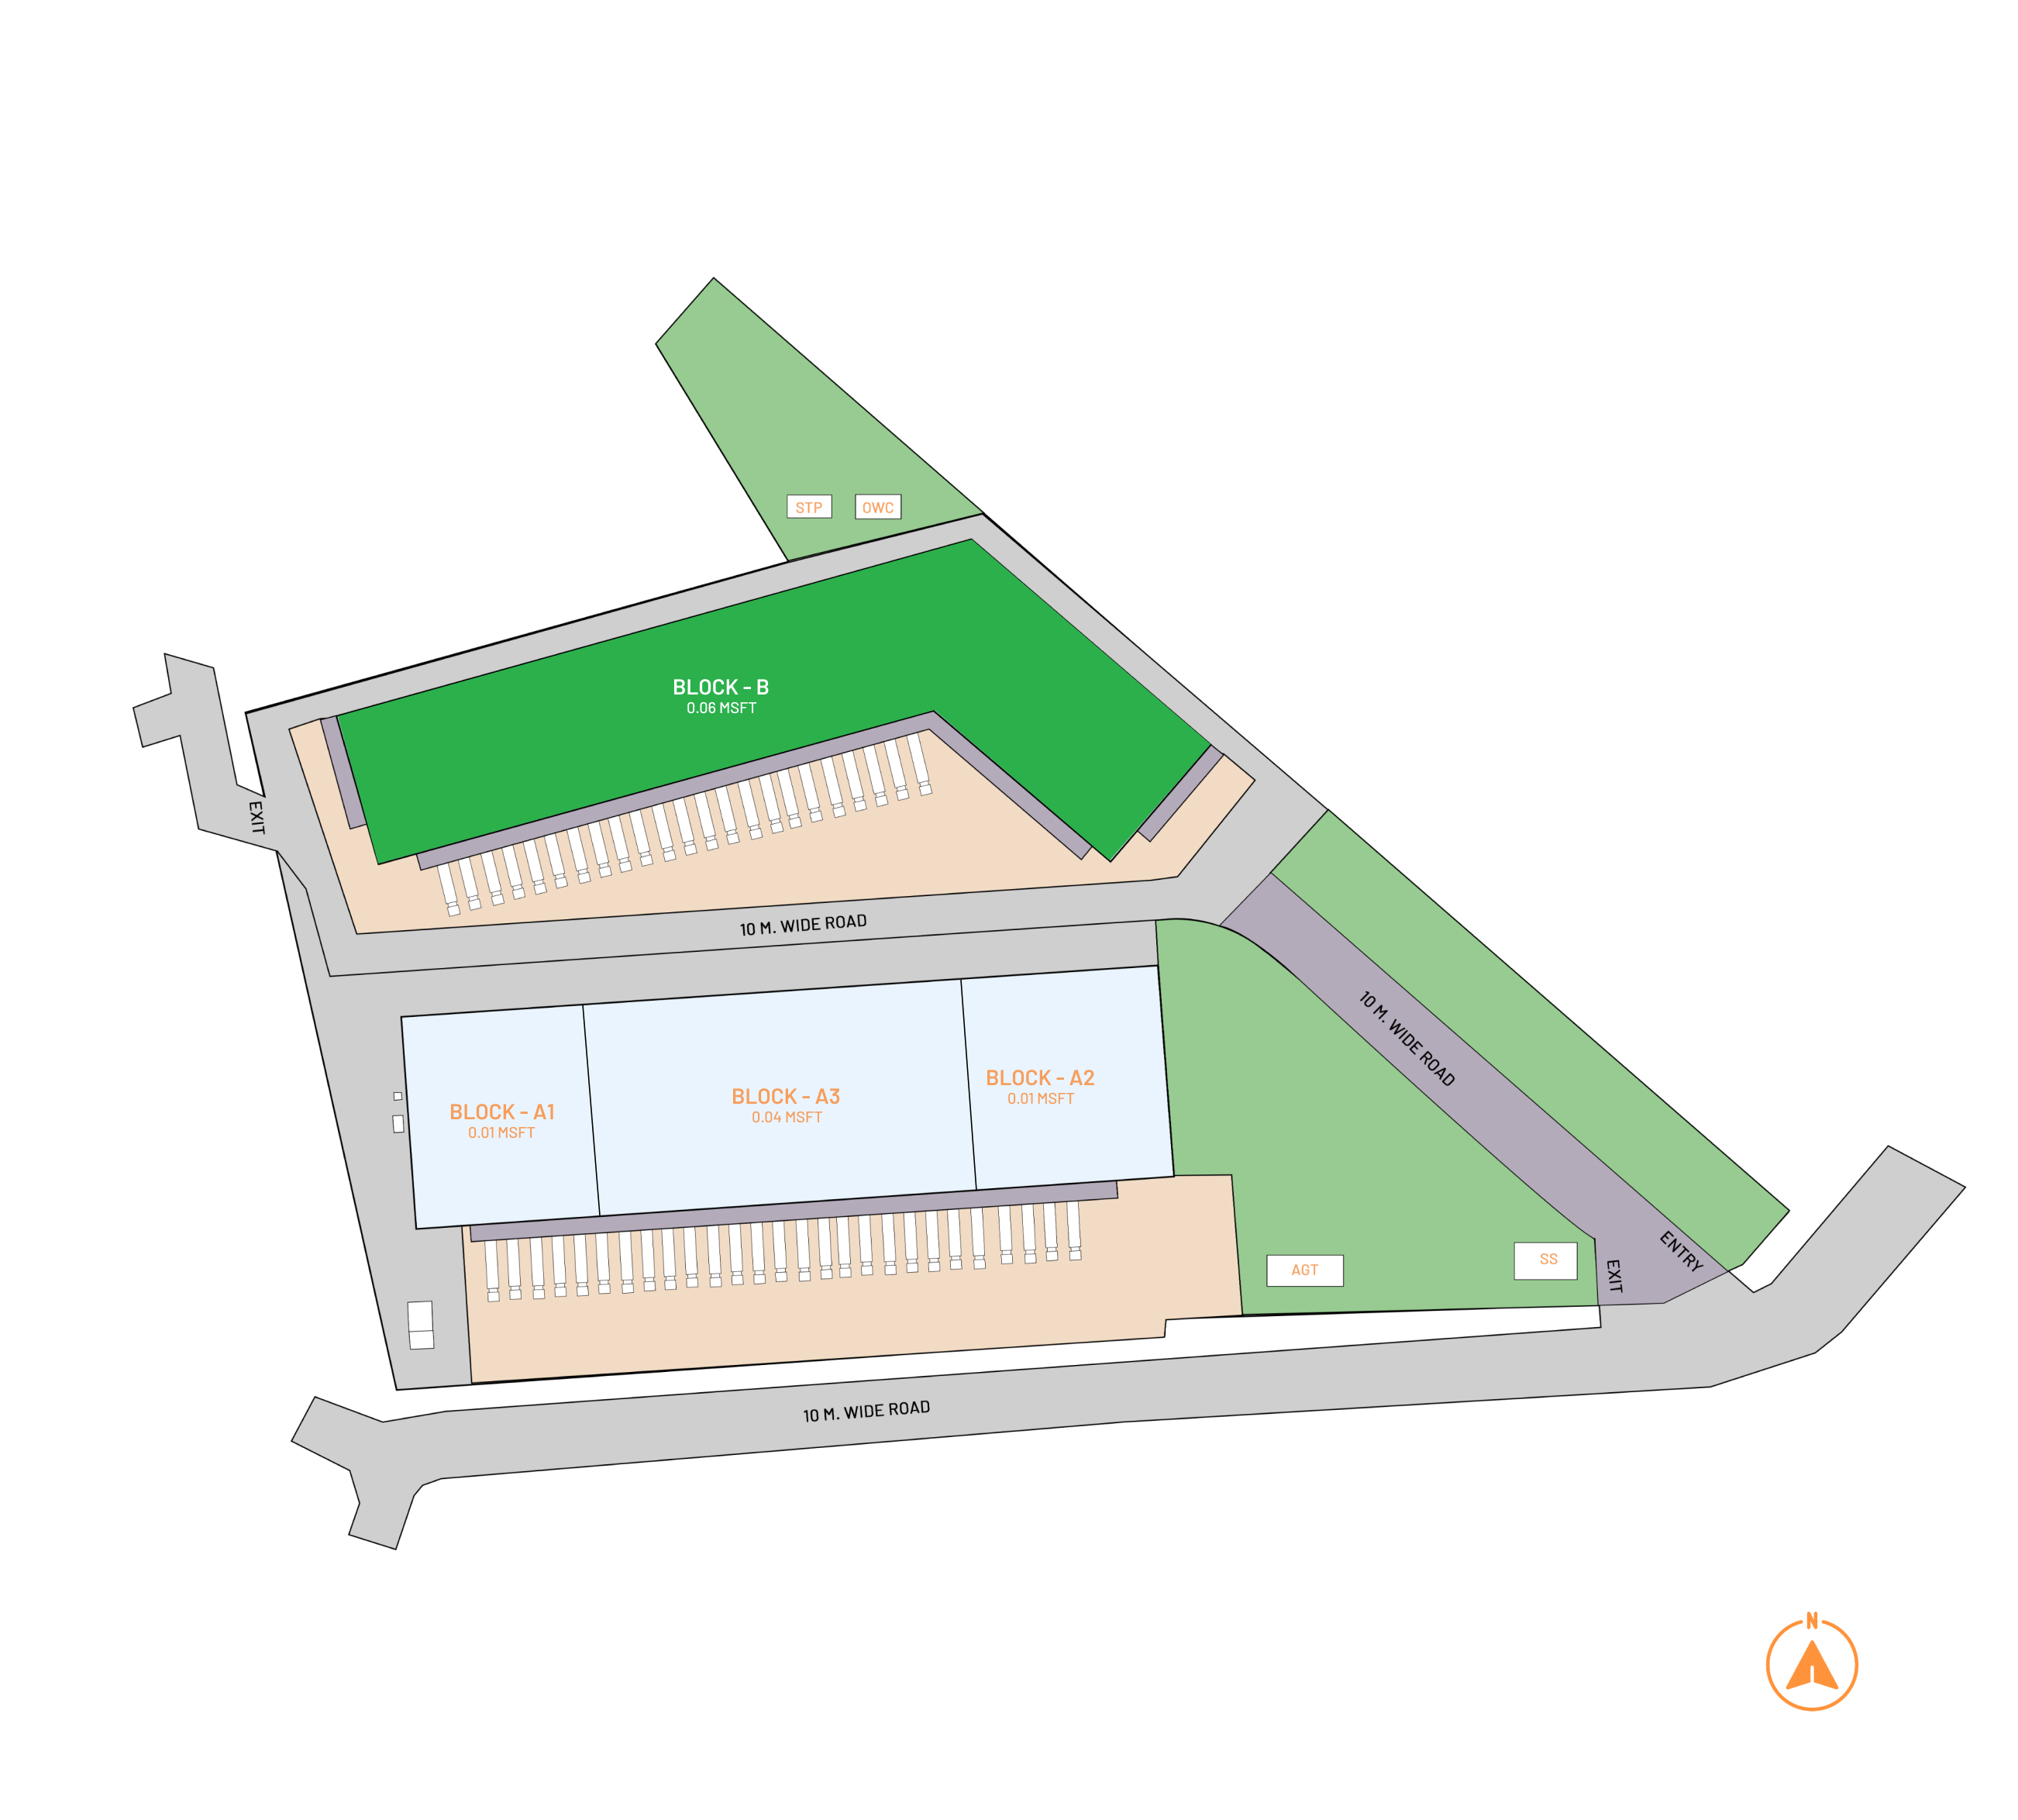 STP
OWC
BLOCK - B
0.06 MSFT
EXIT
10 M. WIDE ROAD
10 M. WIDE ROAD
BLOCK - A2
0.01 MSFT
BLOCK - A3
0.04 MSFT
BLOCK - A1
0.01 MSFT
ENTRY
EXIT
SS
AGT
10 M. WIDE ROAD
N